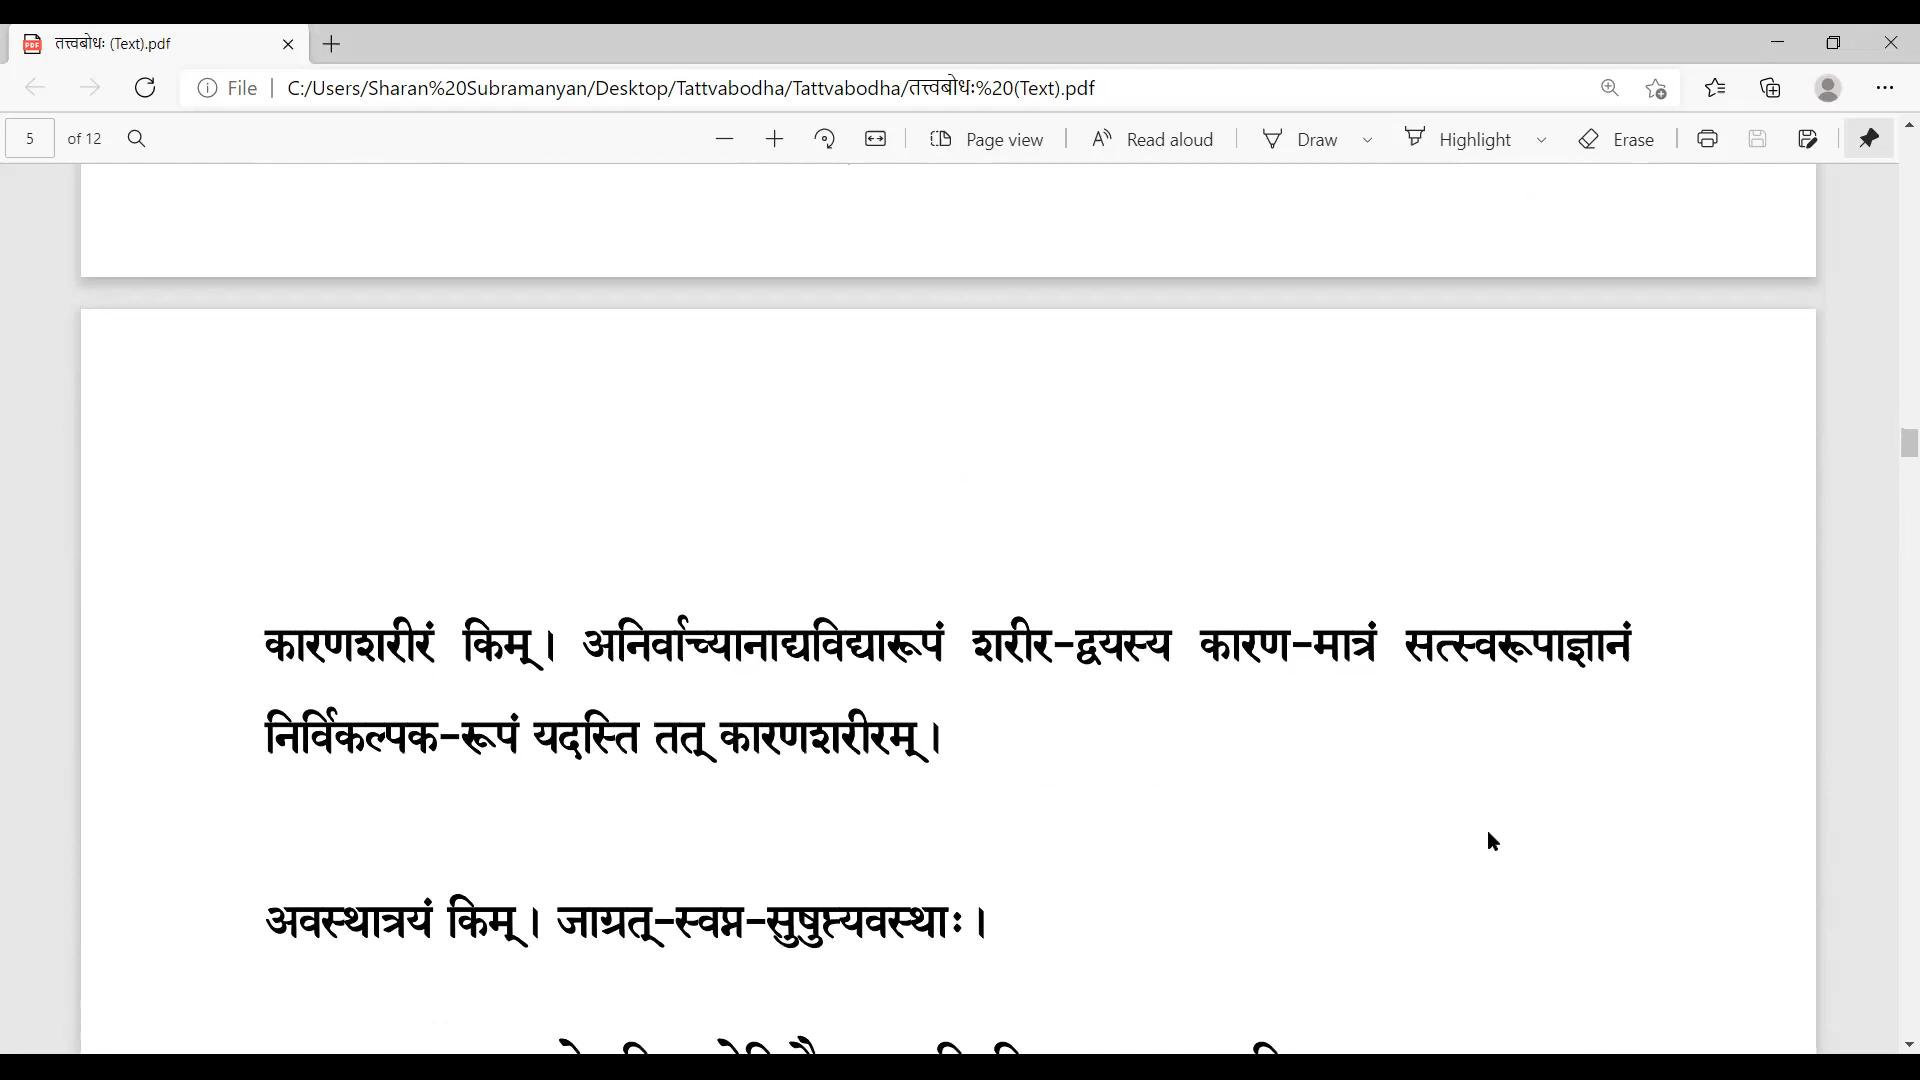 तत्त्वबोधः (Text).pdf
File C:/Users/Sharan%20Subramanyan/Desktop/Tattvabodha/Tattvabodha/तत्त्वबोधः%20(Text).pdf
5 of 12 Page view Read aloud Draw Highlight Erase
कारणशरीरं किम्। अनिर्वाच्यानाद्यविद्यारूपं शरीर-द्वयस्य कारण-मात्रं सत्स्वरूपाज्ञानं
निर्विकल्पक-रूपं यदस्ति तत् कारणशरीरम्।
अवस्थात्रयं किम्। जाग्रत्-स्वप्न-सुषुप्त्यवस्थाः।